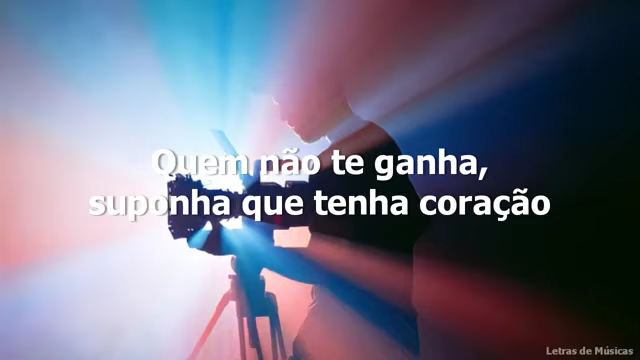 Quem não te ganha,
suponha que tenha coração
Letras de Músicas